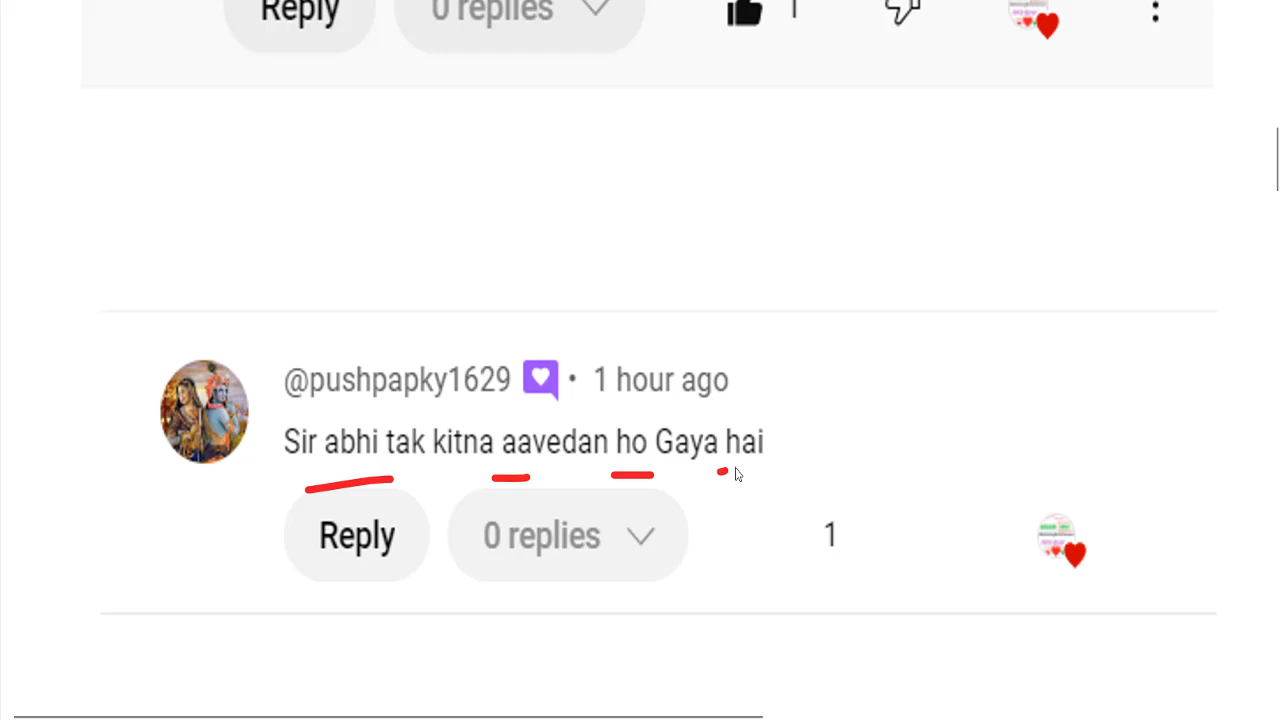 Reply 0 replies 1
@pushpapky1629 • 1 hour ago
Sir abhi tak kitna aavedan ho Gaya hai
Reply 0 replies 1